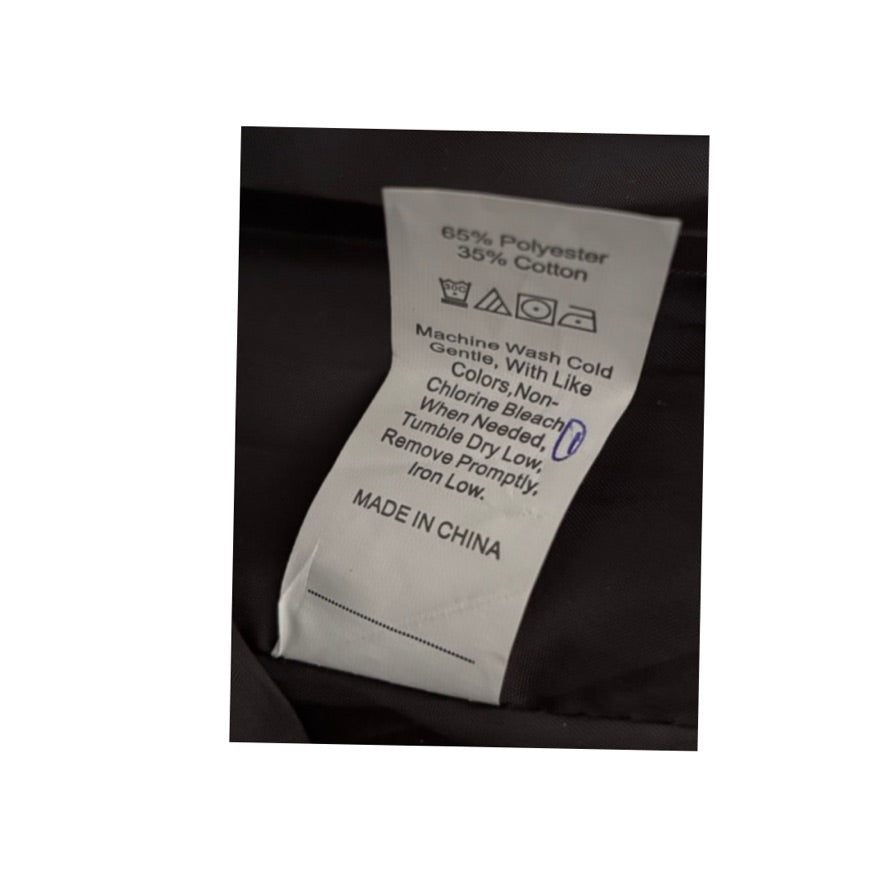 65% Polyester
35% Cotton
30C
Machine Wash Cold
Gentle, With Like
Colors,Non-
Chlorine Bleach
When Needed,
Tumble Dry Low,
Remove Promptly,
Iron Low.
MADE IN CHINA